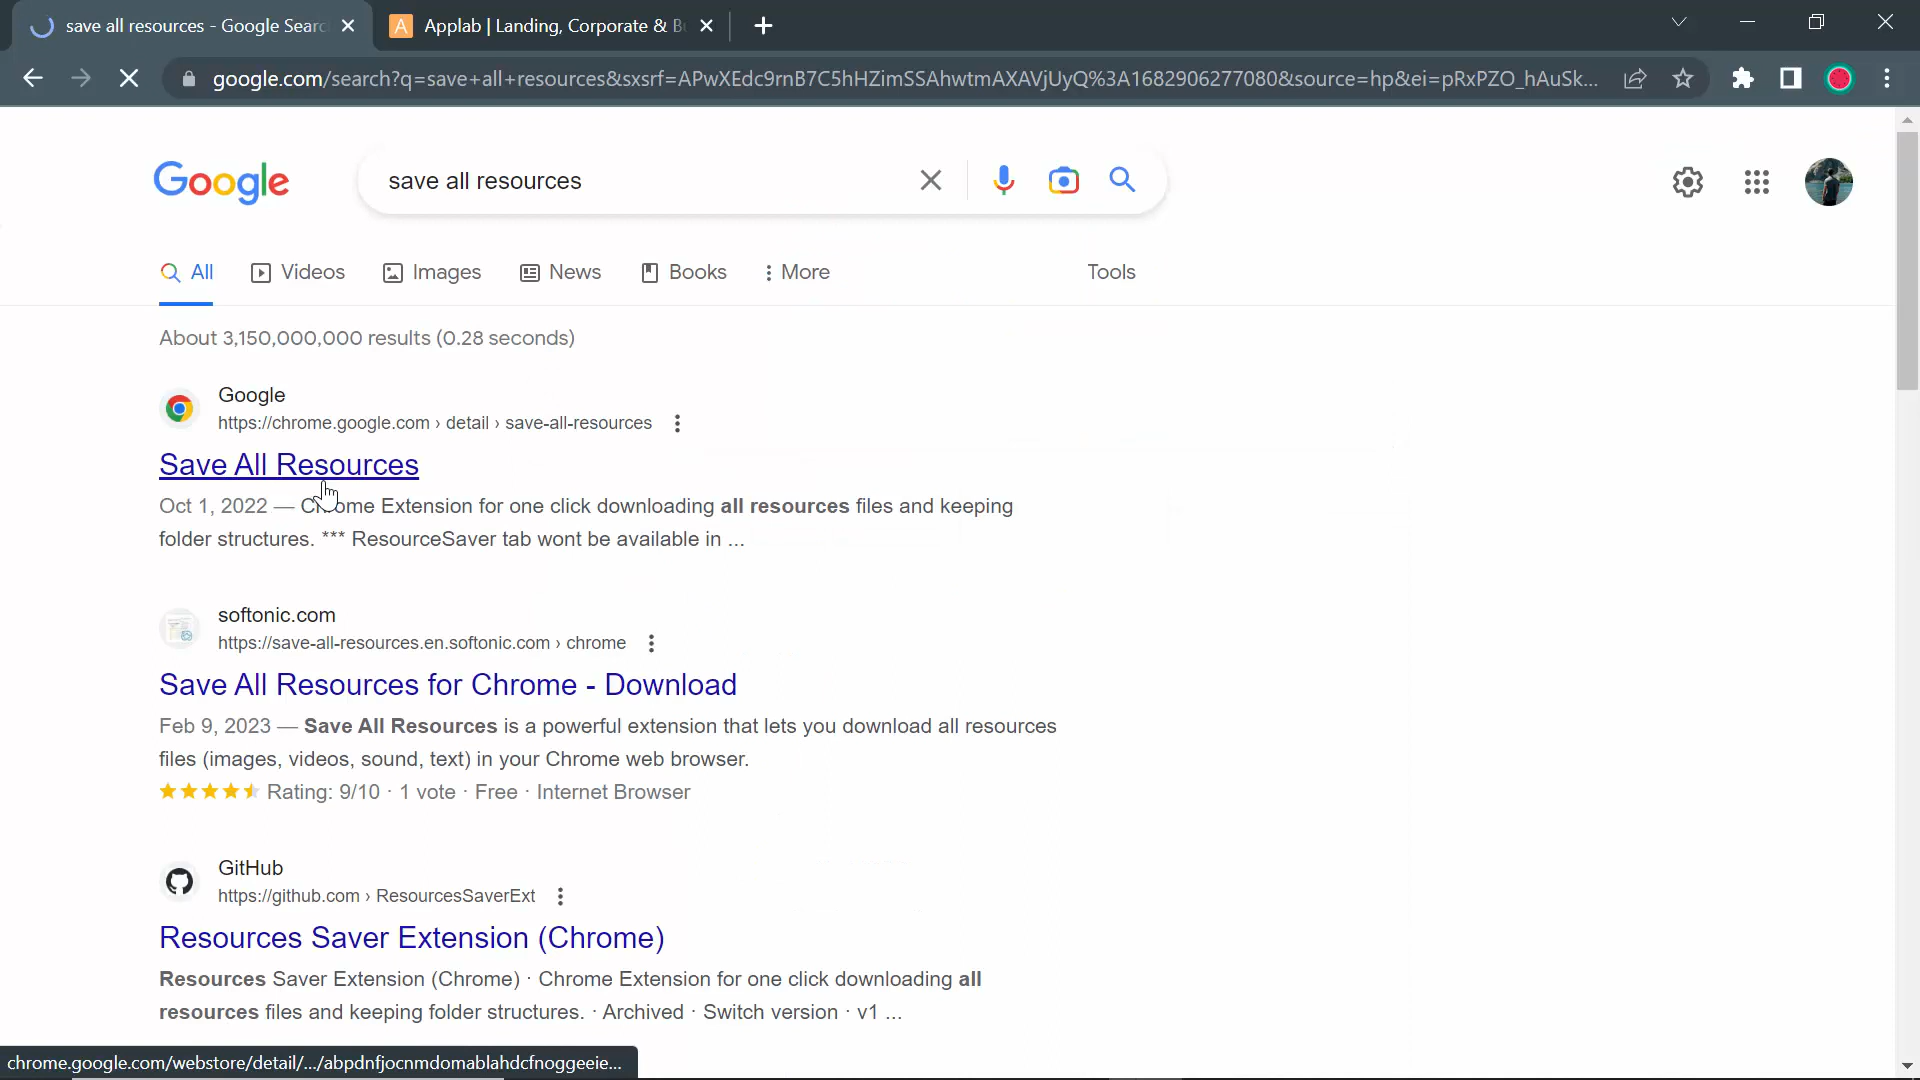 save all resources - Google Searc
A Applab | Landing, Corporate & B
google.com/search?q=save+all+resources&sxsrf=APwXEdc9rnB7C5hHZimSSAhwtmAXAVjUyQ%3A1682906277080&source=hp&ei=pRxPZO_hAuSk...
Google
save all resources
All
Videos
Images
News
Books
More
Tools
About 3,150,000,000 results (0.28 seconds)
Google
https://chrome.google.com › detail › save-all-resources
Save All Resources
Oct 1, 2022 — Chrome Extension for one click downloading all resources files and keeping
folder structures. *** ResourceSaver tab wont be available in ...
softonic.com
https://save-all-resources.en.softonic.com › chrome
Save All Resources for Chrome - Download
Feb 9, 2023 — Save All Resources is a powerful extension that lets you download all resources
files (images, videos, sound, text) in your Chrome web browser.
Rating: 9/10 · 1 vote · Free · Internet Browser
GitHub
https://github.com › ResourcesSaverExt
Resources Saver Extension (Chrome)
Resources Saver Extension (Chrome) · Chrome Extension for one click downloading all
resources files and keeping folder structures. · Archived · Switch version · v1 ...
chrome.google.com/webstore/detail/.../abpdnfjocnmdomablahdcfnoggeeie...